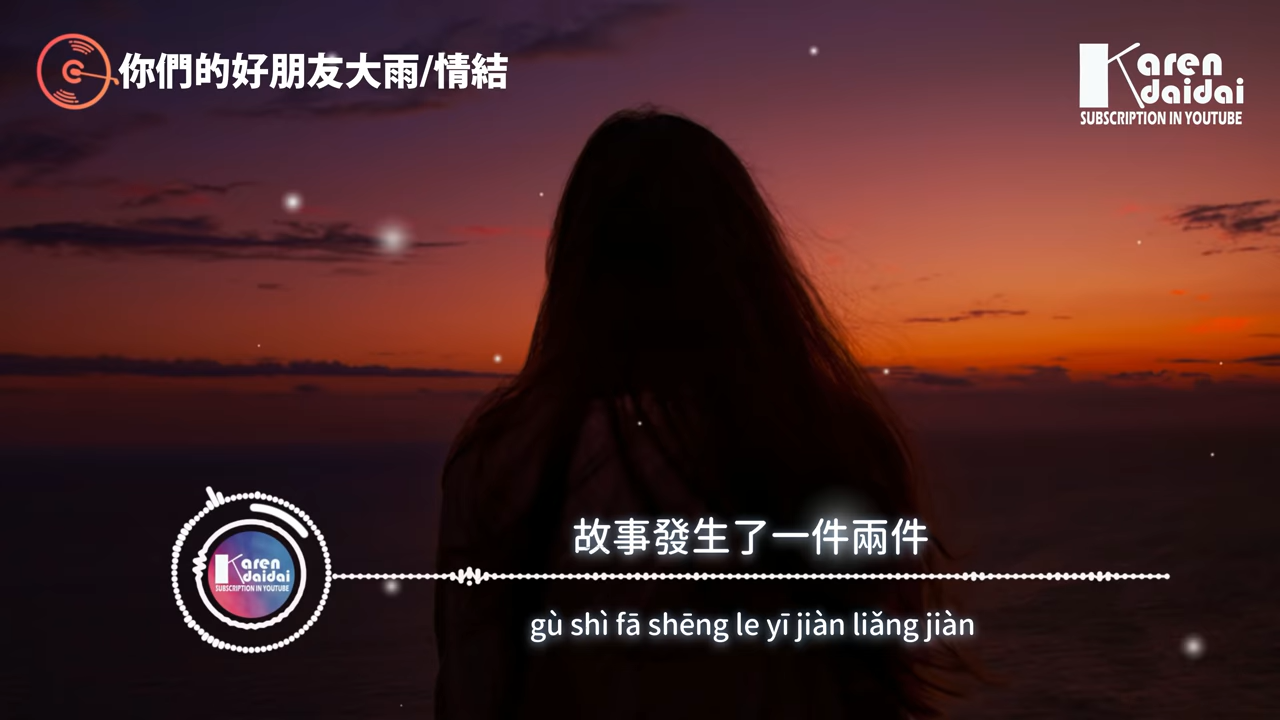 你們的好朋友大雨/情結
Karen
daidai
SUBSCRIPTION IN YOUTUBE
故事發生了一件兩件
Karen
daidai
SUBSCRIPTION IN YOUTUBE
gù shì fā shēng le yī jiàn liǎng jiàn